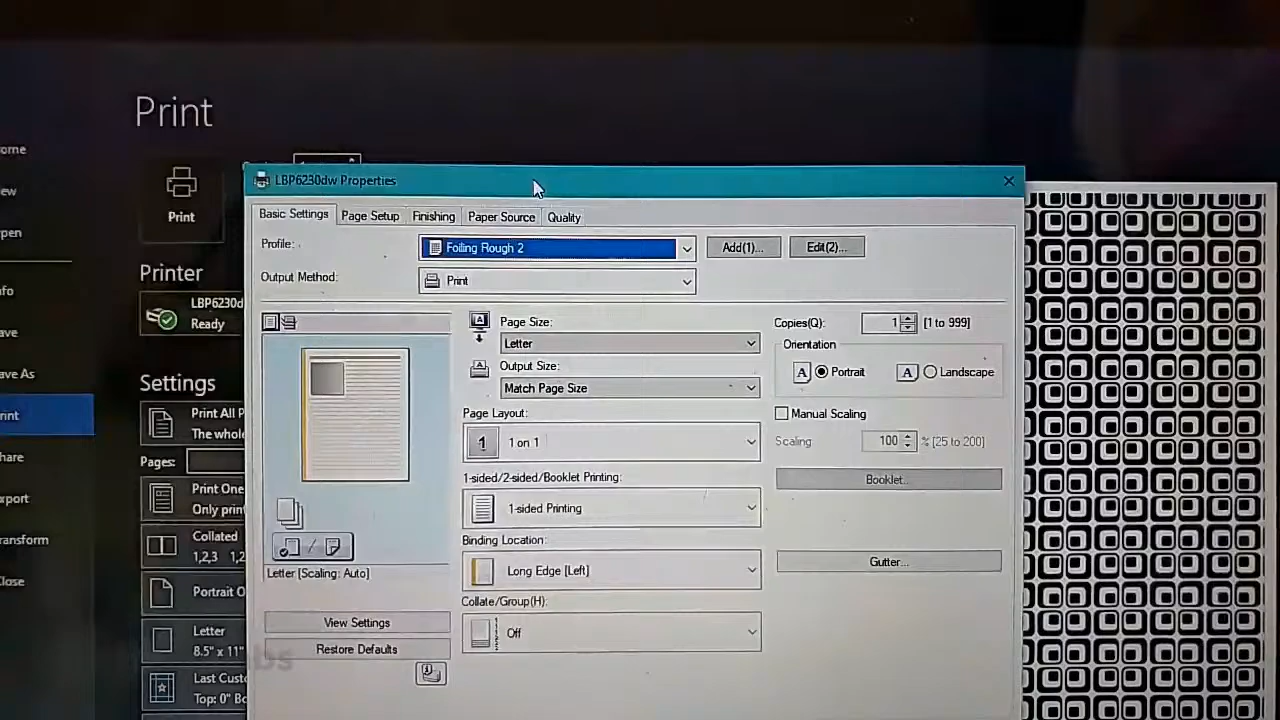 Print
ome
ew
pen
fo
ave
ave As
rint
hare
xport
ransform
lose
Print
Printer
LBP6230d
Ready
Settings
Print All P
The whole
Pages:
Print One
Only print
Collated
1,2,3 1,2
Portrait O
Letter
8.5" x 11"
Last Custo
Top: 0" Bo
LBP6230dw Properties
Basic Settings
Page Setup
Finishing
Paper Source
Quality
Profile:
Foiling Rough 2
Add(1)...
Edit(2)...
Output Method:
Print
Page Size:
Letter
Output Size:
Match Page Size
Page Layout:
1 on 1
1-sided/2-sided/Booklet Printing:
1-sided Printing
Binding Location:
Long Edge [Left]
Collate/Group(H):
Off
Copies(Q):
1
[1 to 999]
Orientation
A Portrait
A Landscape
Manual Scaling
Scaling
100
% [25 to 200]
Booklet...
Gutter...
Letter [Scaling: Auto]
View Settings
Restore Defaults